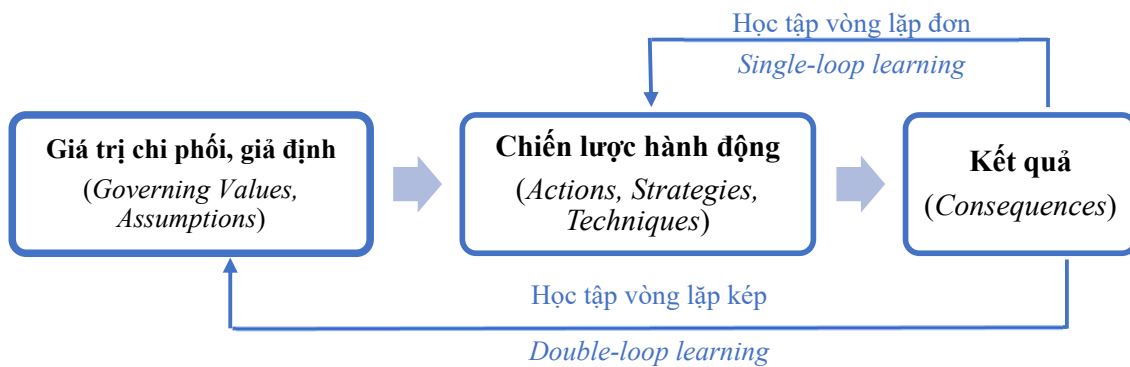 Học tập vòng lặp đơn
Single-loop learning
Giá trị chi phối, giả định
(Governing Values,
Assumptions)
Chiến lược hành động
(Actions, Strategies,
Techniques)
Kết quả
(Consequences)
Học tập vòng lặp kép
Double-loop learning